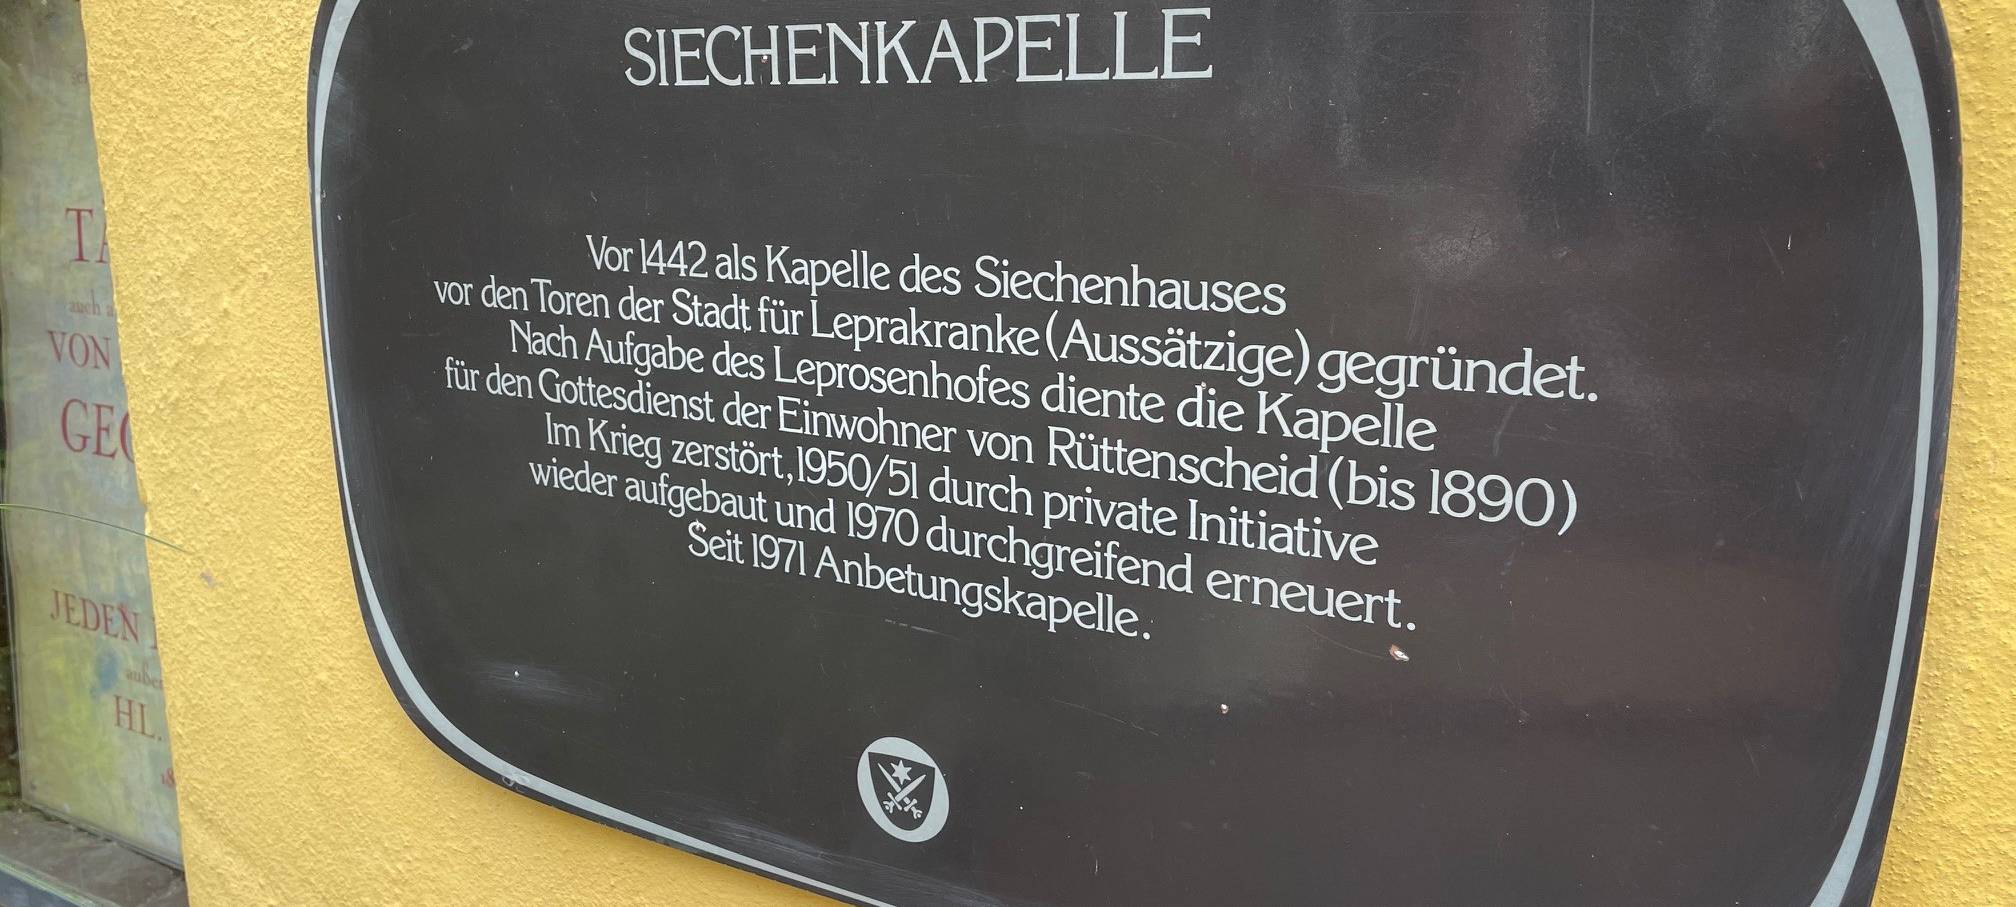 SIECHENKAPELLE
Vor 1442 als Kapelle des Siechenhauses
vor den Toren der Stadt für Leprakranke (Aussätzige) gegründet.
Nach Aufgabe des Leprosenhofes diente die Kapelle
für den Gottesdienst der Einwohner von Rüttenscheid (bis 1890)
Im Krieg zerstört, 1950/51 durch private Initiative
wieder aufgebaut und 1970 durchgreifend erneuert.
Seit 1971 Anbetungskapelle.
auch
VON
JEDEN
HL.